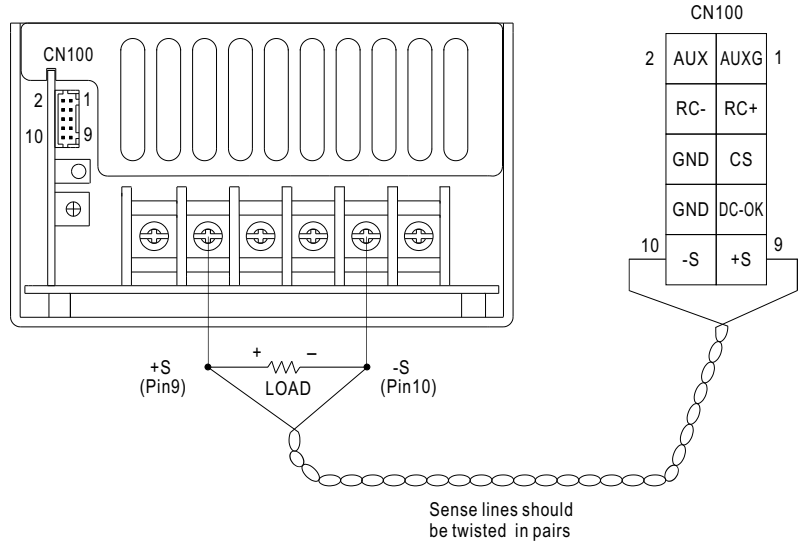 CN100
2 1
10 9
CN100
2 AUX AUXG 1
RC- RC+
GND CS
GND DC-OK
10 -S +S 9
+S
(Pin9)
+ –
LOAD
-S
(Pin10)
Sense lines should
be twisted in pairs